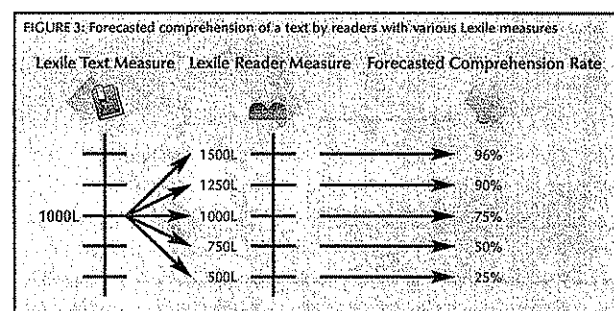 FIGURE 3: Forecasted comprehension of a text by readers with various Lexile measures
Lexile Text Measure Lexile Reader Measure Forecasted Comprehension Rate
1500L 96%
1250L 90%
1000L 1000L 75%
750L 50%
500L 25%